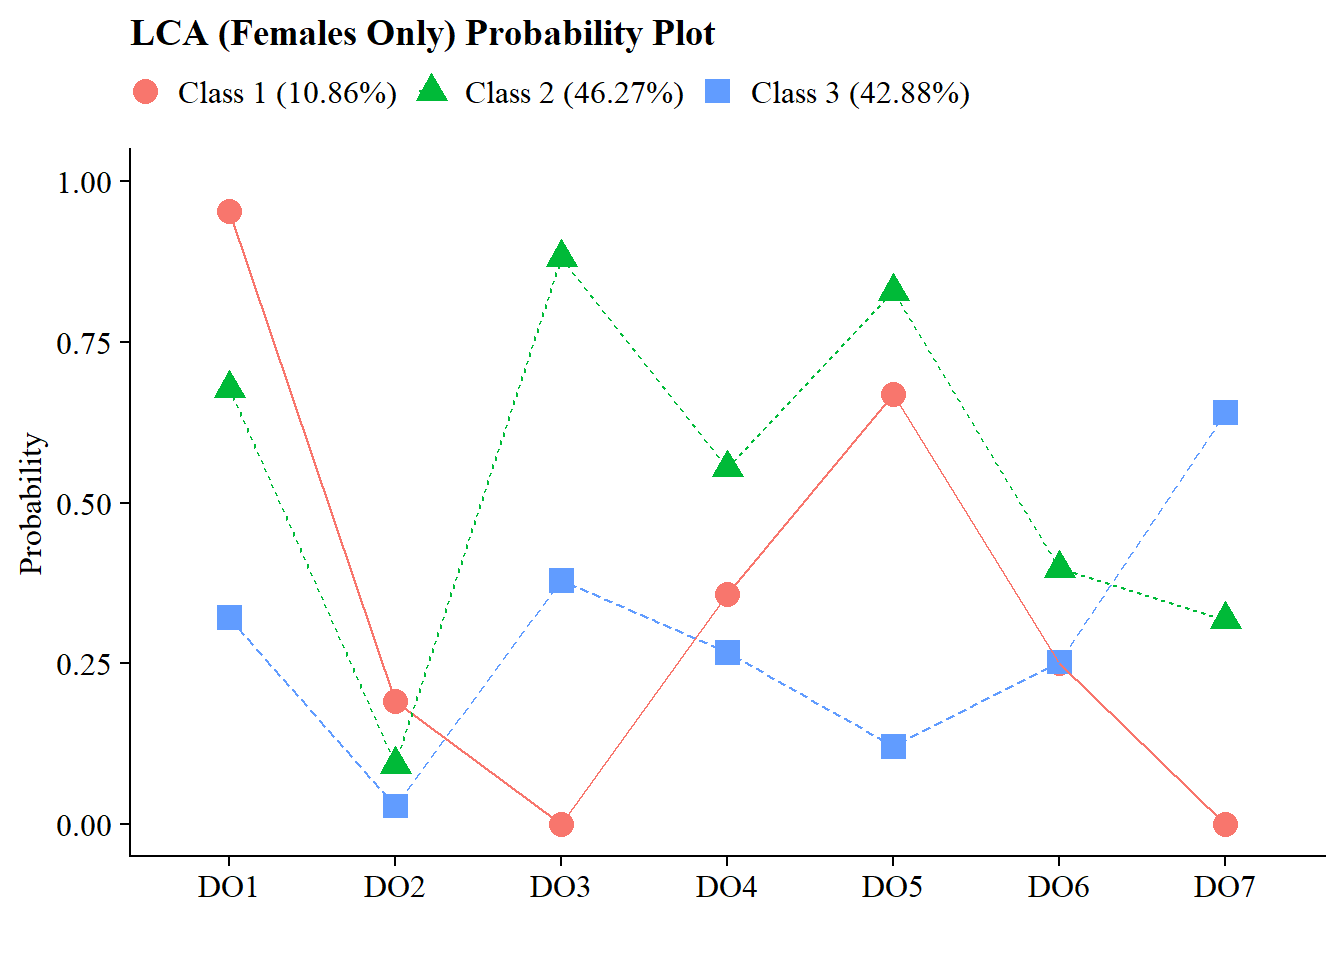 LCA (Females Only) Probability Plot
Class 1 (10.86%) Class 2 (46.27%) Class 3 (42.88%)
1.00
0.75
0.50
0.25
0.00
Probability
DO1 DO2 DO3 DO4 DO5 DO6 DO7